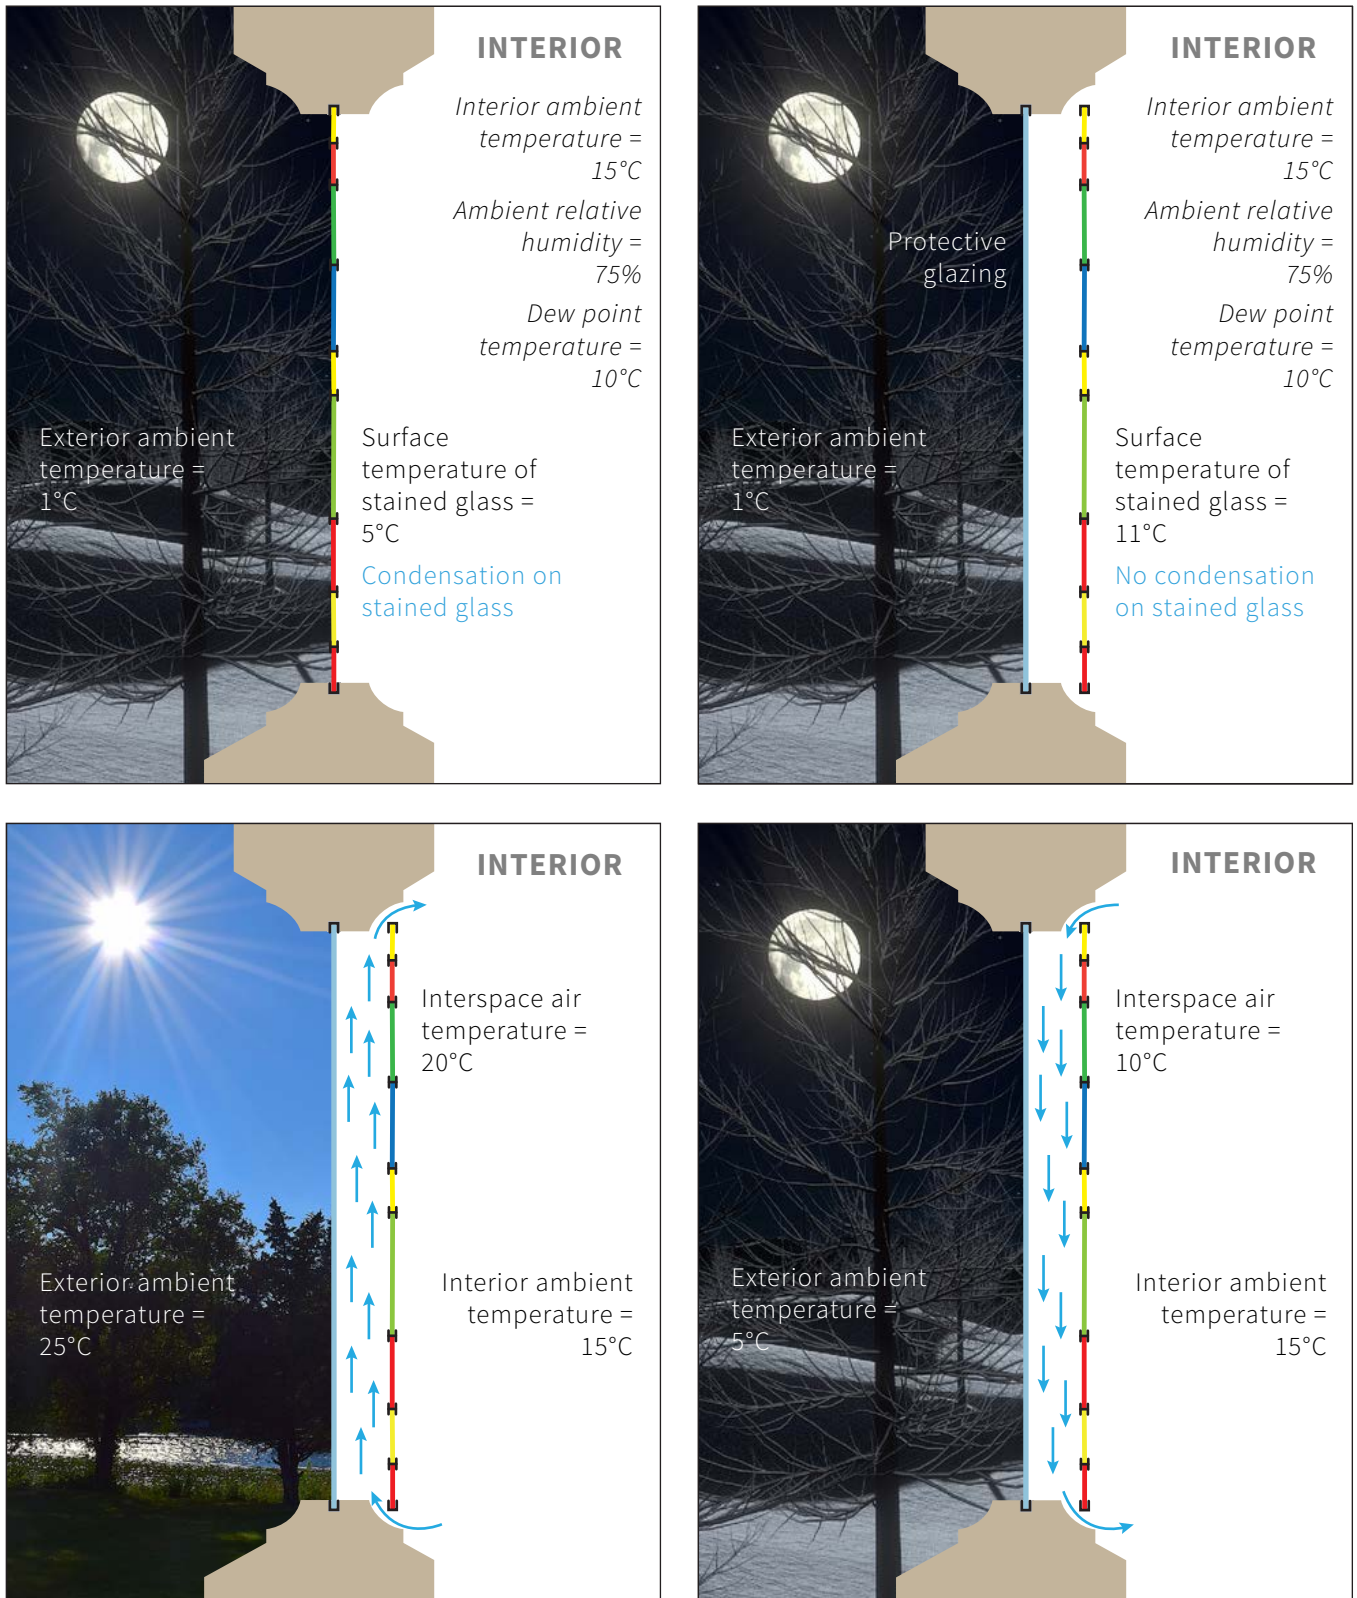 INTERIOR
Interior ambient
temperature =
15°C
Ambient relative
humidity =
75%
Dew point
temperature =
10°C
Exterior ambient
temperature =
1°C
Surface
temperature of
stained glass =
5°C
Condensation on
stained glass
INTERIOR
Interior ambient
temperature =
15°C
Ambient relative
humidity =
75%
Dew point
temperature =
10°C
Protective
glazing
Exterior ambient
temperature =
1°C
Surface
temperature of
stained glass =
11°C
No condensation
on stained glass
INTERIOR
Interspace air
temperature =
20°C
Exterior ambient
temperature =
25°C
Interior ambient
temperature =
15°C
INTERIOR
Interspace air
temperature =
10°C
Exterior ambient
temperature =
5°C
Interior ambient
temperature =
15°C